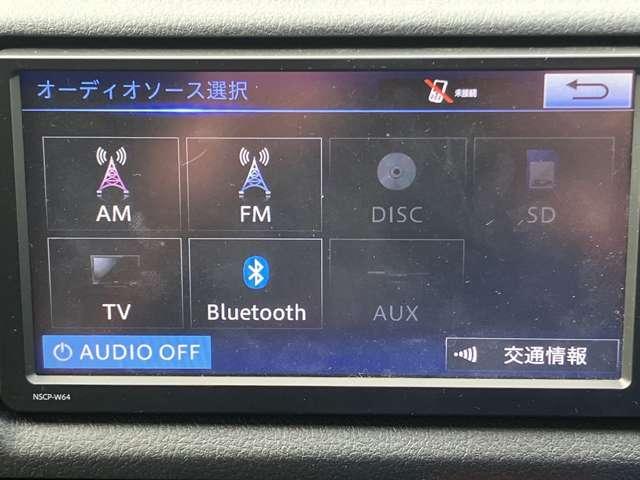 オーディオソース選択 未接続
AM FM DISC SD
TV Bluetooth AUX
AUDIO OFF 交通情報
NSCP-W64